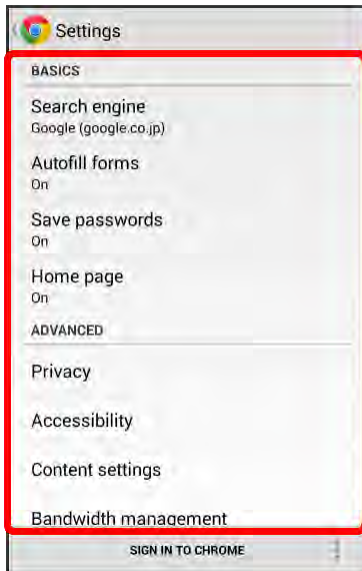 Settings
BASICS
Search engine
Google (google.co.jp)
Autofill forms
On
Save passwords
On
Home page
On
ADVANCED
Privacy
Accessibility
Content settings
Bandwidth management
SIGN IN TO CHROME